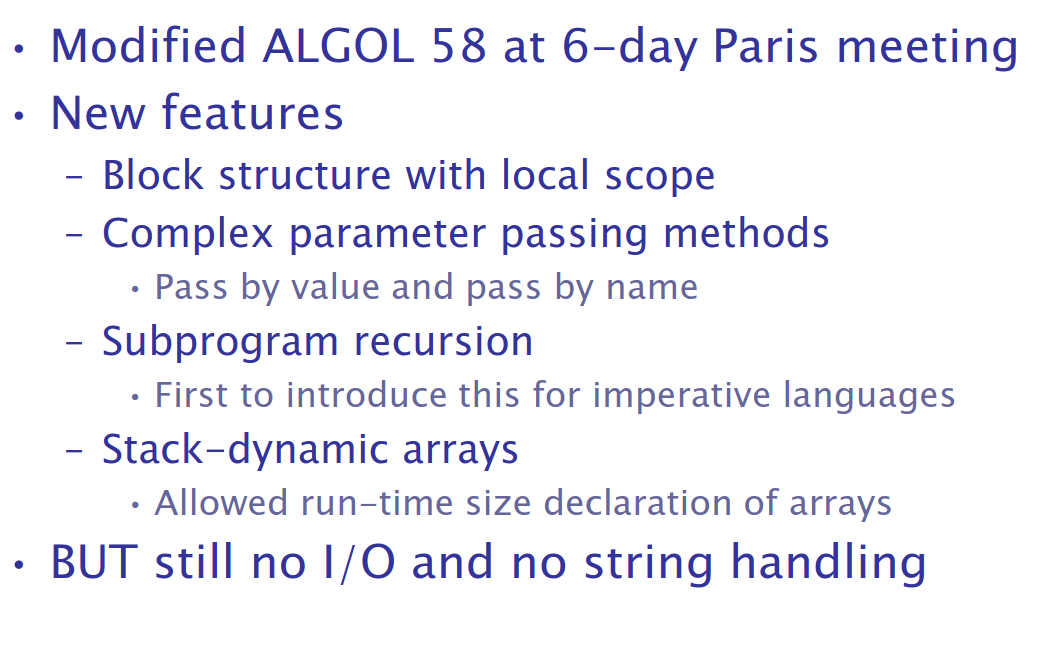 • Modified ALGOL 58 at 6-day Paris meeting
• New features
– Block structure with local scope
– Complex parameter passing methods
• Pass by value and pass by name
– Subprogram recursion
• First to introduce this for imperative languages
– Stack-dynamic arrays
• Allowed run-time size declaration of arrays
• BUT still no I/O and no string handling